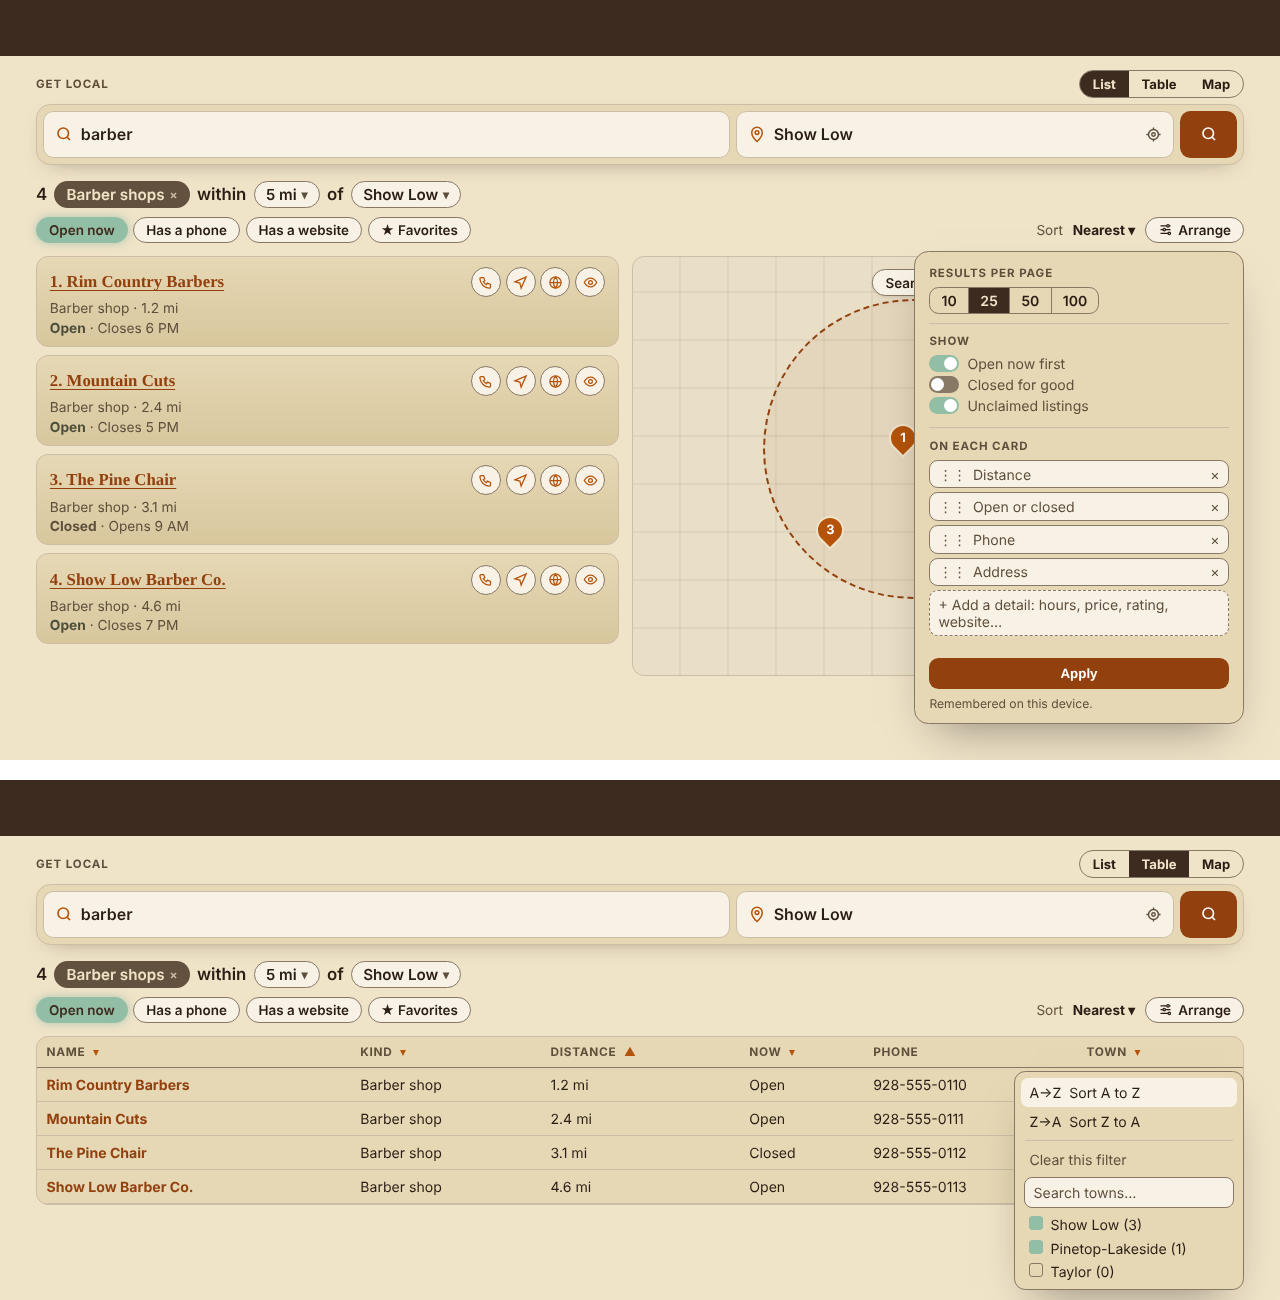 GET LOCAL
List Table Map
barber
Show Low
4 Barber shops × within 5 mi ▾ of Show Low ▾
Open now Has a phone Has a website ★ Favorites
Sort Nearest ▾ Arrange
1. Rim Country Barbers
Barber shop · 1.2 mi
Open · Closes 6 PM
2. Mountain Cuts
Barber shop · 2.4 mi
Open · Closes 5 PM
3. The Pine Chair
Barber shop · 3.1 mi
Closed · Opens 9 AM
4. Show Low Barber Co.
Barber shop · 4.6 mi
Open · Closes 7 PM
Sear
1
3
RESULTS PER PAGE
10 25 50 100
SHOW
Open now first
Closed for good
Unclaimed listings
ON EACH CARD
Distance ×
Open or closed ×
Phone ×
Address ×
+ Add a detail: hours, price, rating,
website...
Apply
Remembered on this device.
GET LOCAL
List Table Map
barber
Show Low
4 Barber shops × within 5 mi ▾ of Show Low ▾
Open now Has a phone Has a website ★ Favorites
Sort Nearest ▾ Arrange
NAME ▼ KIND ▼ DISTANCE ▲ NOW ▼ PHONE TOWN ▼
Rim Country Barbers Barber shop 1.2 mi Open 928-555-0110
Mountain Cuts Barber shop 2.4 mi Open 928-555-0111
The Pine Chair Barber shop 3.1 mi Closed 928-555-0112
Show Low Barber Co. Barber shop 4.6 mi Open 928-555-0113
A→Z Sort A to Z
Z→A Sort Z to A
Clear this filter
Search towns...
Show Low (3)
Pinetop-Lakeside (1)
Taylor (0)